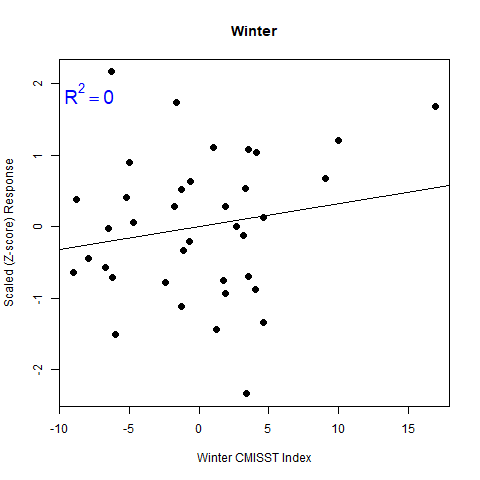 Winter
R² = 0
Scaled (Z-score) Response
2
1
0
-1
-2
-10 -5 0 5 10 15
Winter CMISST Index